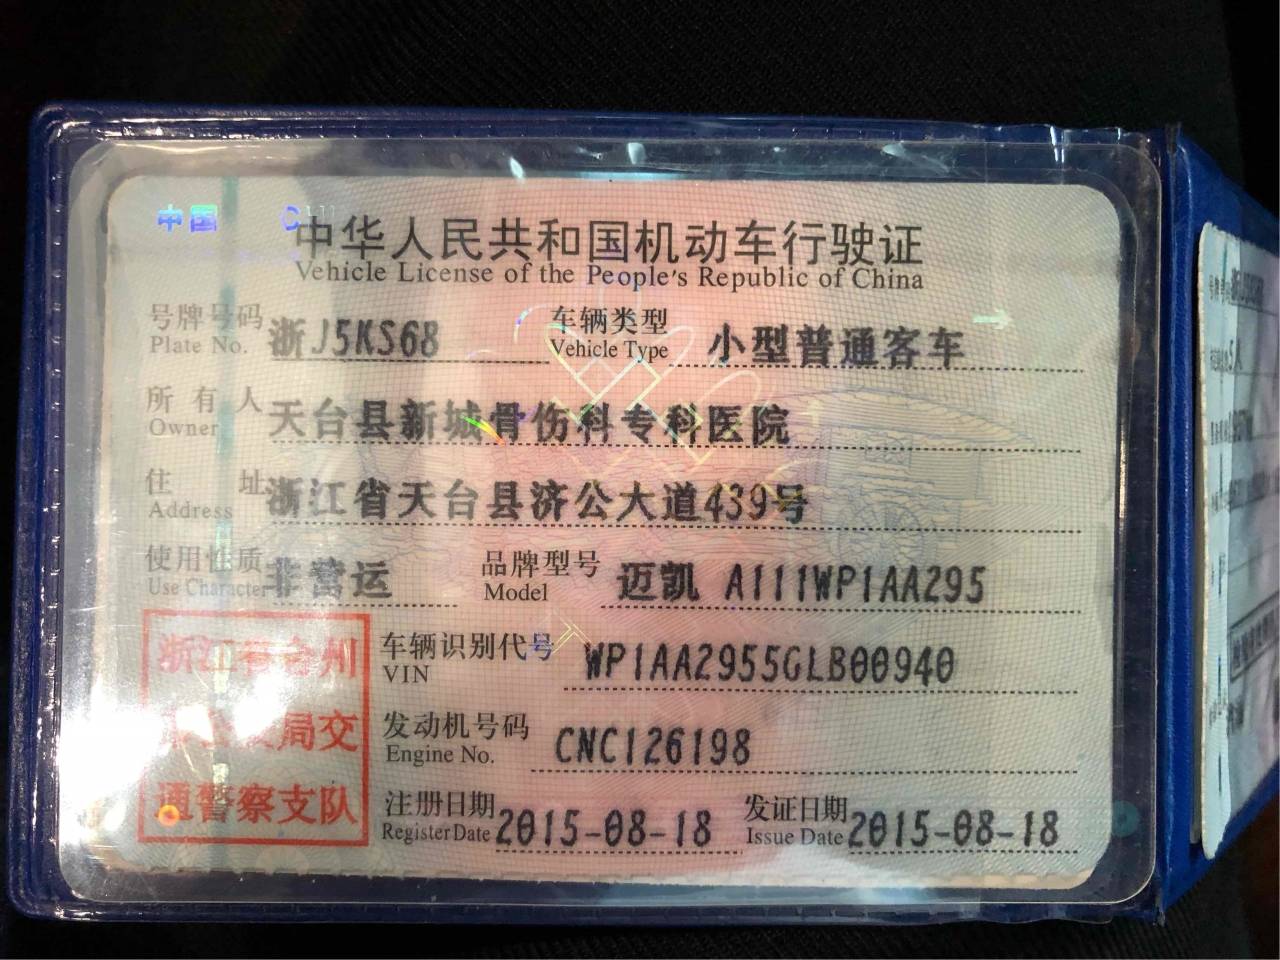 中国
中华人民共和国机动车行驶证
Vehicle License of the People's Republic of China
号牌号码 浙J5KS68 车辆类型 小型普通客车
Plate No. Vehicle Type
所有人 天台县新城骨伤科专科医院
Owner
住址 浙江省天台县济公大道439号
Address
使用性质 非营运 品牌型号 迈凯 A111WP1AA295
Use Character Model
浙江省台州
局交
通警察支队
车辆识别代号 WP1AA2955GLB00940
VIN
发动机号码 CNC126198
Engine No.
注册日期 2015-08-18 发证日期 2015-08-18
Register Date Issue Date